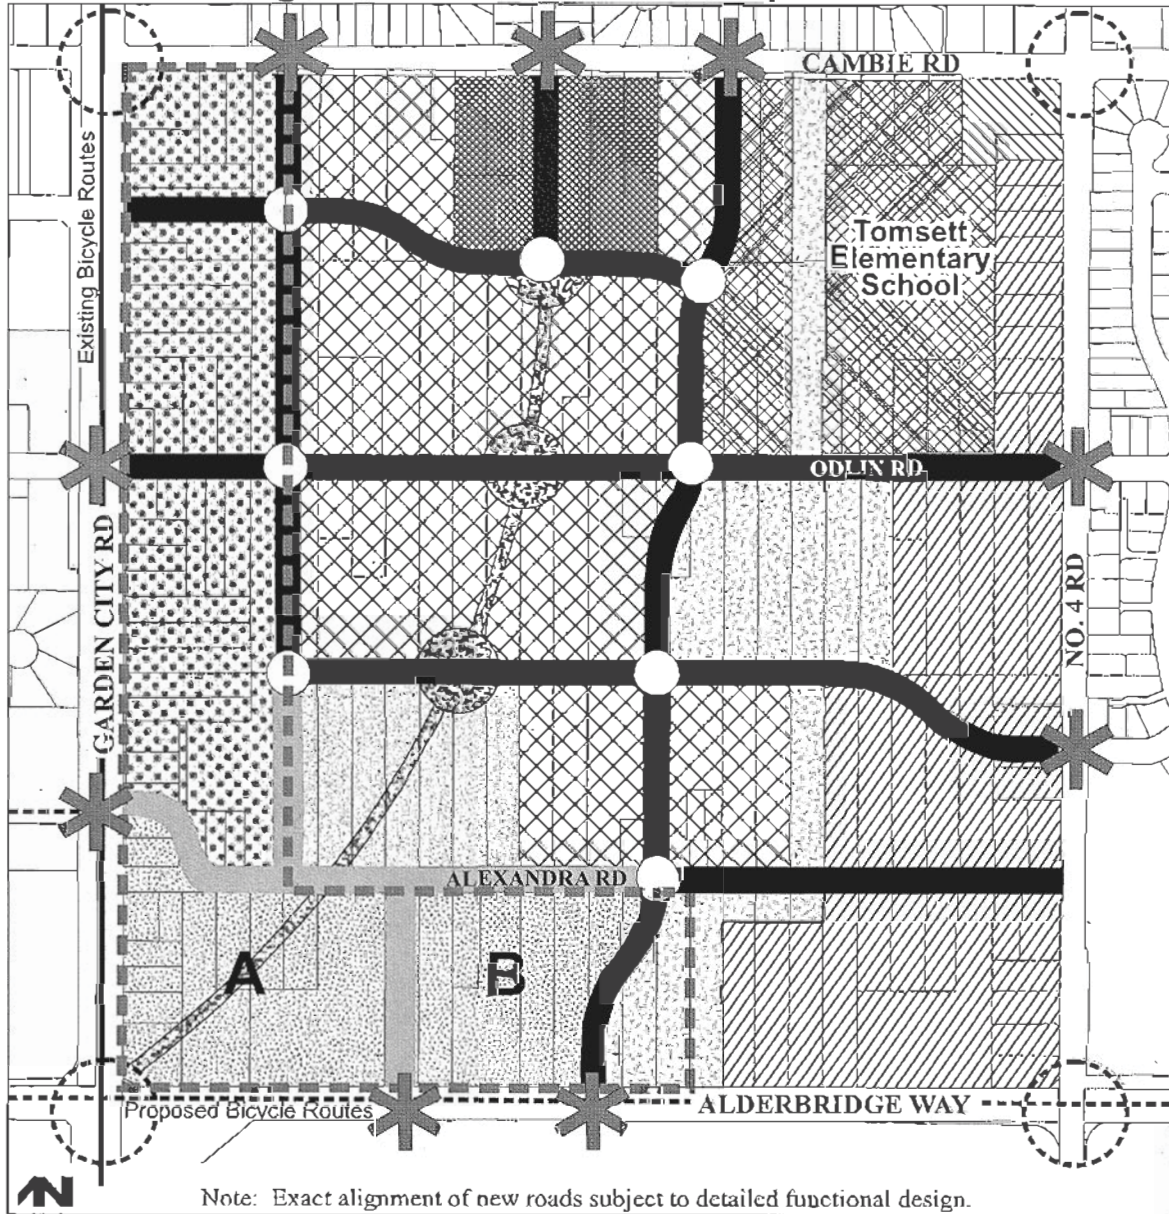 CAMBIE RD
Existing Bicycle Routes
Tomsett
Elementary
School
ODLIN RD
GARDEN CITY RD
NO. 4 RD
ALEXANDRA RD
A
B
Proposed Bicycle Routes
ALDERBRIDGE WAY
N
Note: Exact alignment of new roads subject to detailed functional design.